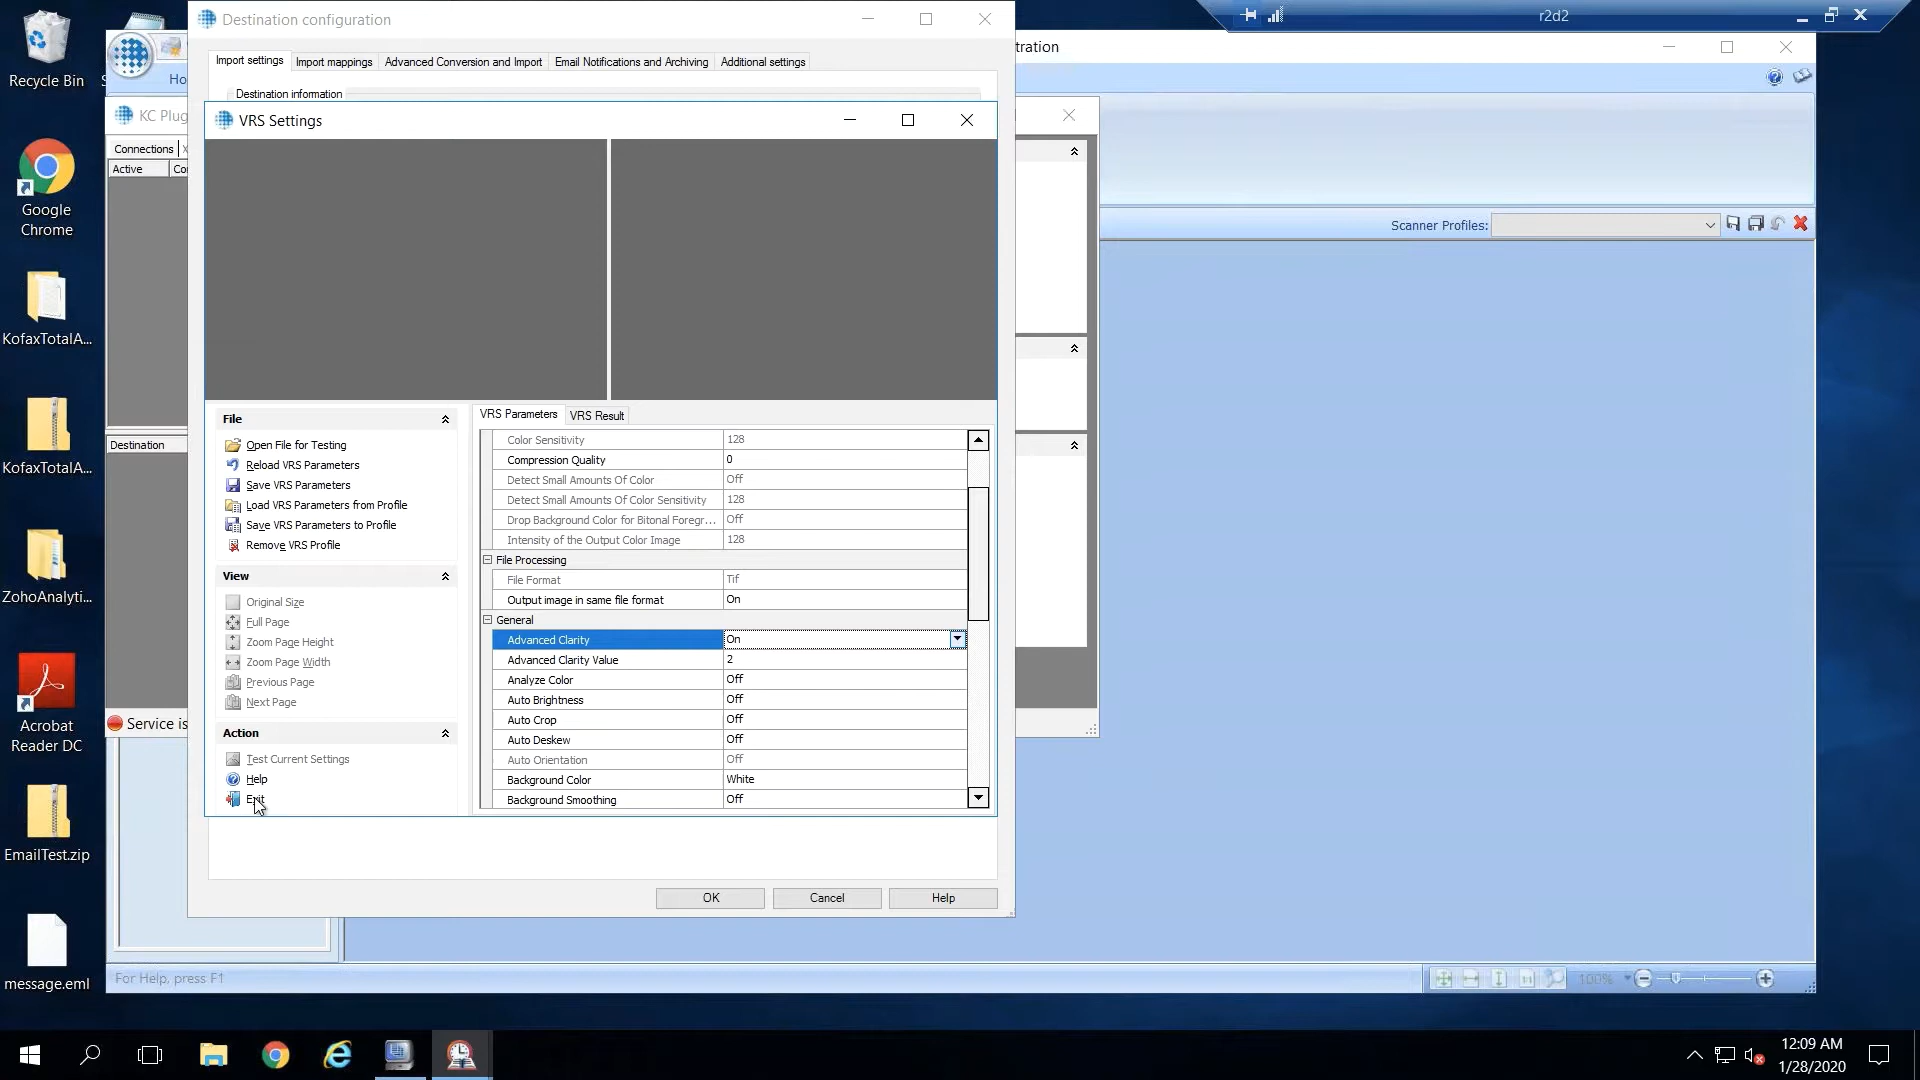 Destination configuration
r2d2
tration
Import settings
Import mappings
Advanced Conversion and Import
Email Notifications and Archiving
Additional settings
Destination information
Recycle Bin
Ho
KC Plug
VRS Settings
Connections
Active
Co
Google
Chrome
Scanner Profiles:
KofaxTotalA...
File
Open File for Testing
Reload VRS Parameters
Save VRS Parameters
Load VRS Parameters from Profile
Save VRS Parameters to Profile
Remove VRS Profile
View
Original Size
Full Page
Zoom Page Height
Zoom Page Width
Previous Page
Next Page
Action
Test Current Settings
Help
Exit
VRS Parameters
VRS Result
Color Sensitivity 128
Compression Quality 0
Detect Small Amounts Of Color Off
Detect Small Amounts Of Color Sensitivity 128
Drop Background Color for Bitonal Foregr... Off
Intensity of the Output Color Image 128
File Processing
File Format Tif
Output image in same file format On
General
Advanced Clarity On
Advanced Clarity Value 2
Analyze Color Off
Auto Brightness Off
Auto Crop Off
Auto Deskew Off
Auto Orientation Off
Background Color White
Background Smoothing Off
Destination
KofaxTotalA...
ZohoAnalyti...
Service is
Acrobat
Reader DC
EmailTest.zip
message.eml
OK
Cancel
Help
For Help, press F1
100%
12:09 AM
1/28/2020